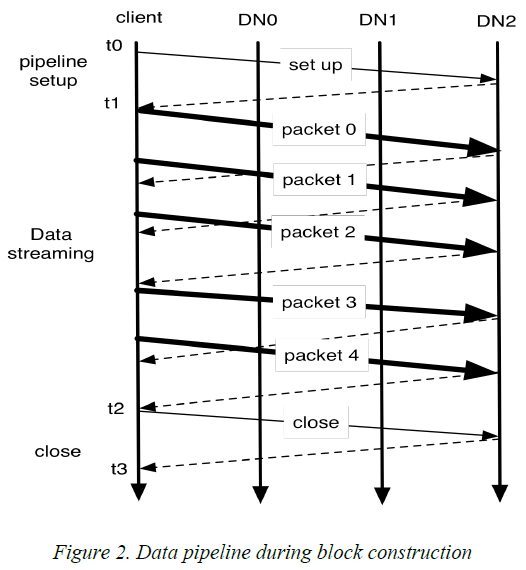 client DN0 DN1 DN2
t0
pipeline
setup
set up
t1
packet 0
packet 1
packet 2
Data
streaming
packet 3
packet 4
t2
close
close
t3
Figure 2. Data pipeline during block construction